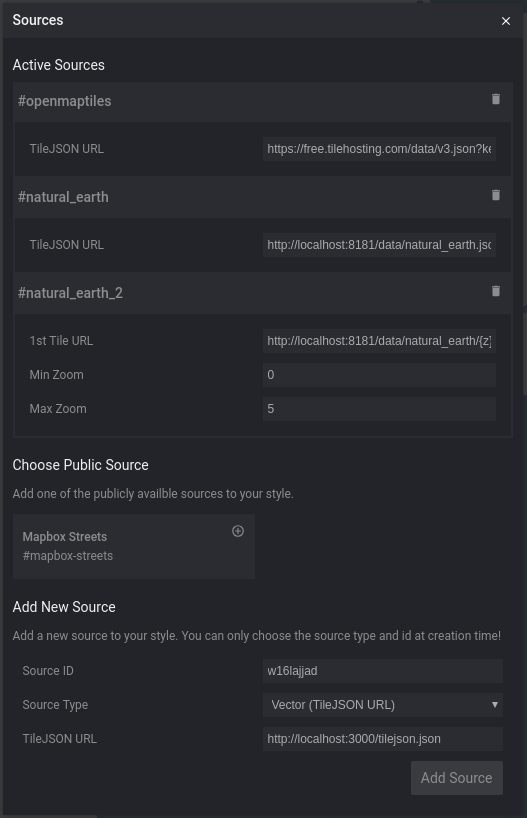 Sources ×
Active Sources
#openmaptiles
TileJSON URL https://free.tilehosting.com/data/v3.json?ke
#natural_earth
TileJSON URL http://localhost:8181/data/natural_earth.jso
#natural_earth_2
1st Tile URL http://localhost:8181/data/natural_earth/{z}
Min Zoom 0
Max Zoom 5
Choose Public Source
Add one of the publicly availble sources to your style.
Mapbox Streets
#mapbox-streets
Add New Source
Add a new source to your style. You can only choose the source type and id at creation time!
Source ID w16lajjad
Source Type Vector (TileJSON URL)
TileJSON URL http://localhost:3000/tilejson.json
Add Source